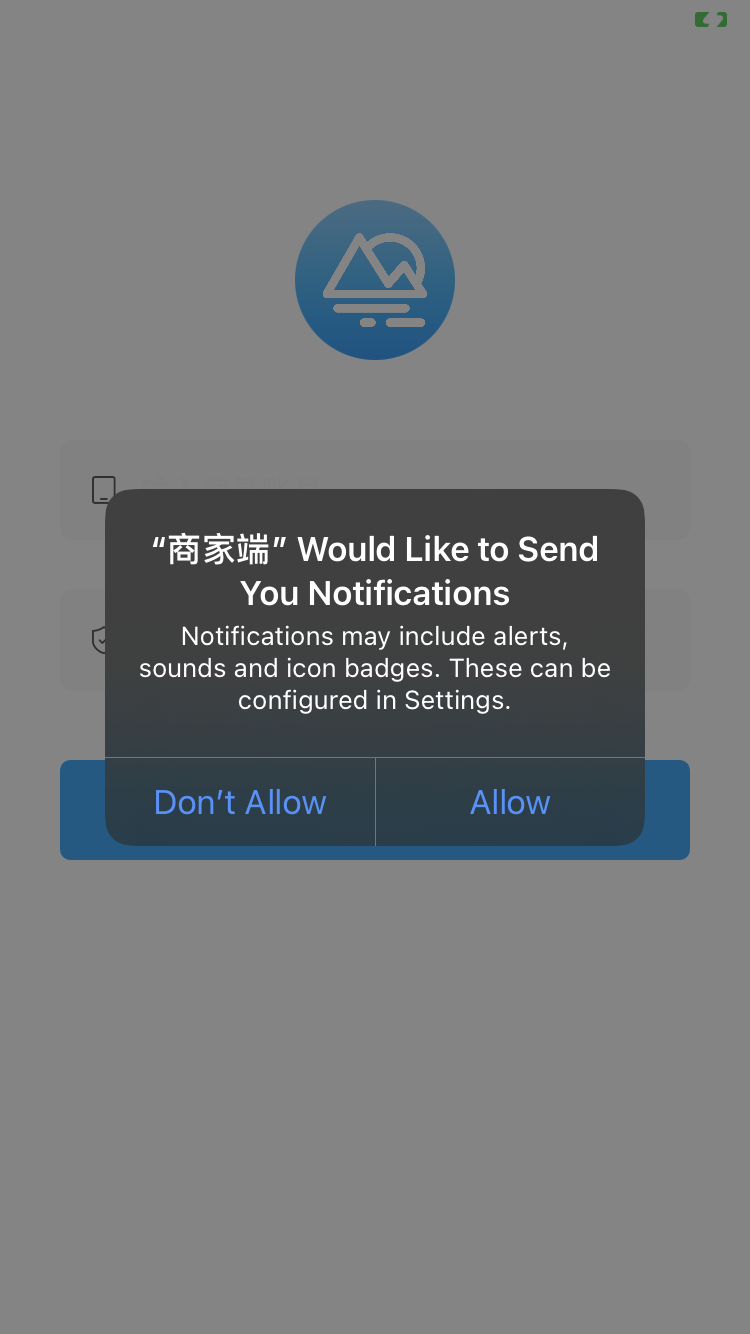 “商家端” Would Like to Send
You Notifications
Notifications may include alerts,
sounds and icon badges. These can be
configured in Settings.
Don’t Allow
Allow